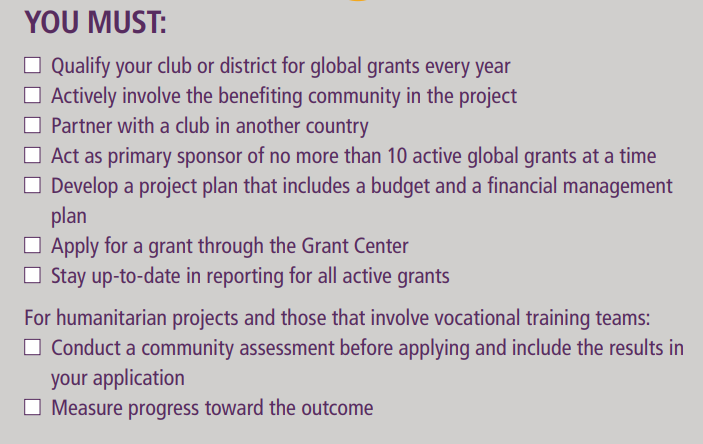 YOU MUST:
Qualify your club or district for global grants every year
Actively involve the benefiting community in the project
Partner with a club in another country
Act as primary sponsor of no more than 10 active global grants at a time
Develop a project plan that includes a budget and a financial management
plan
Apply for a grant through the Grant Center
Stay up-to-date in reporting for all active grants
For humanitarian projects and those that involve vocational training teams:
Conduct a community assessment before applying and include the results in
your application
Measure progress toward the outcome